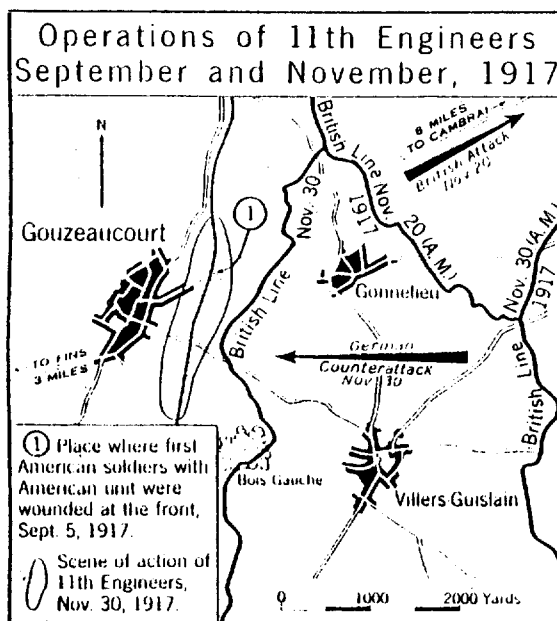 Operations of 11th Engineers
September and November, 1917
N
8 MILES
TO CAMBRAI
British Attack
Nov 20
British Line Nov. 20 (A.M.)
1917
Nov. 30 (A.M.)
1917
British Line
British Line
Nov. 30
1
Gouzeaucourt
Gonnelieu
TO FINS
3 MILES
German
Counterattack
Nov 30
Bois Gauche
Villers-Guislain
1 Place where first
American soldiers with
American unit were
wounded at the front,
Sept. 5, 1917.
Scene of action of
11th Engineers,
Nov. 30, 1917.
0 1000 2000 Yards